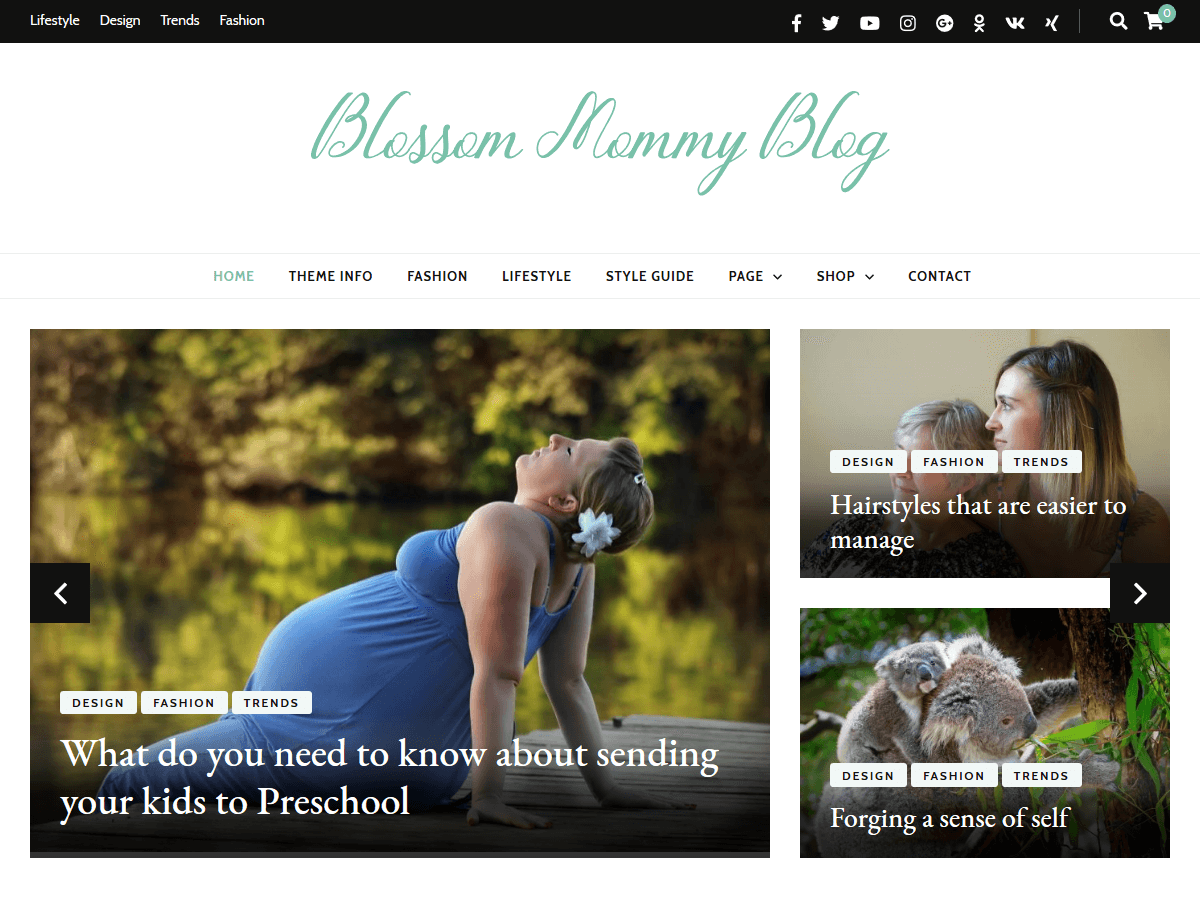 Lifestyle Design Trends Fashion
0
Blossom Mommy Blog
HOME THEME INFO FASHION LIFESTYLE STYLE GUIDE PAGE SHOP CONTACT
DESIGN FASHION TRENDS
What do you need to know about sending
your kids to Preschool
DESIGN FASHION TRENDS
Hairstyles that are easier to
manage
DESIGN FASHION TRENDS
Forging a sense of self